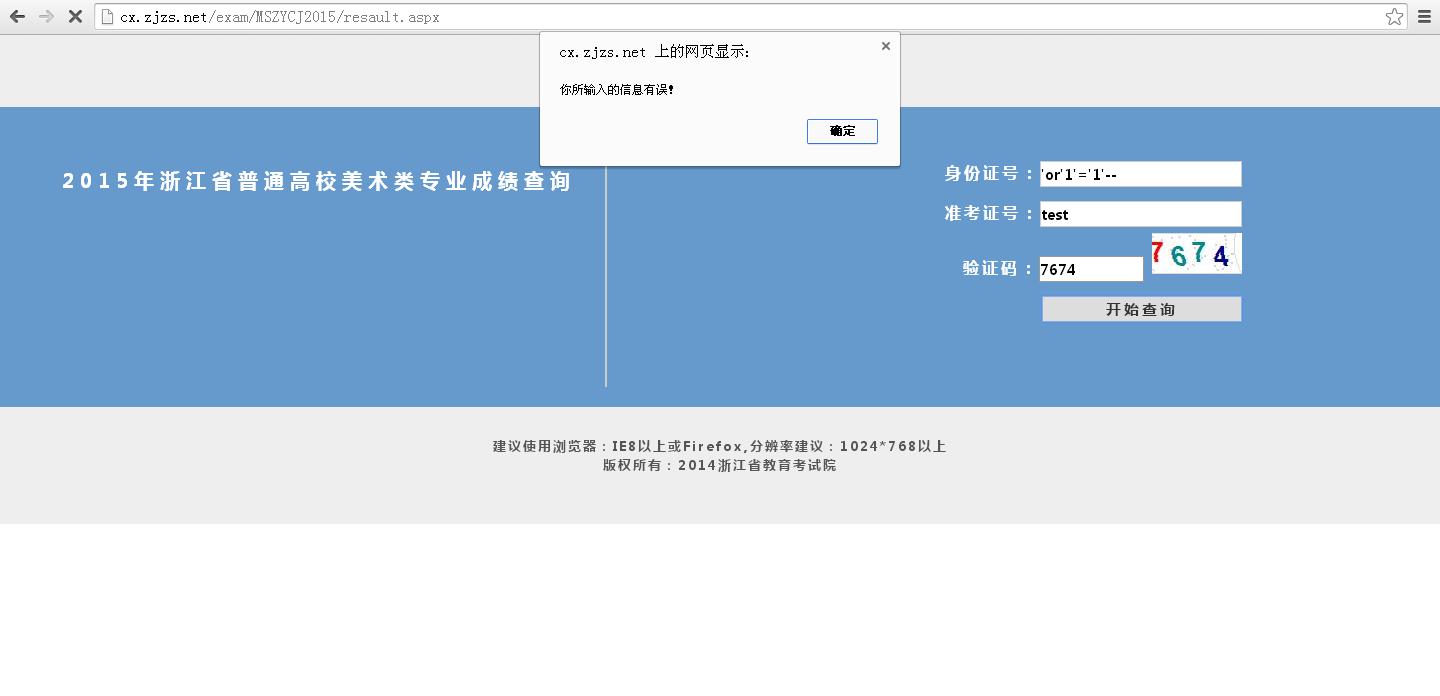 cx.zjzs.net/exam/MSZYCJ2015/resault.aspx
cx.zjzs.net 上的网页显示:
你所输入的信息有误!
确定
2015年浙江省普通高校美术类专业成绩查询
身份证号：'or'1'='1'--
准考证号：test
7674
验证码：7674
开始查询
建议使用浏览器：IE8以上或Firefox,分辨率建议：1024*768以上
版权所有：2014浙江省教育考试院